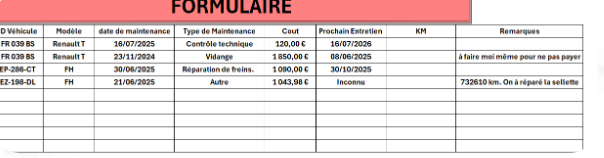 FORMULAIRE
D Véhicule Modèle date de maintenance Type de Maintenance Cout Prochain Entretien KM Remarques
FR 039 BS Renault T 16/07/2025 Contrôle technique 120,00 € 16/07/2026
FR 039 BS Renault T 23/11/2024 Vidange 1 850,00 € 08/06/2025 à faire moi même pour ne pas payer
EP-286-CT FH 30/06/2025 Réparation de freins. 1 090,00 € 30/10/2025
EZ-198-DL FH 21/06/2025 Autre 1 043,98 € Inconnu 732610 km. On à réparé la sellette